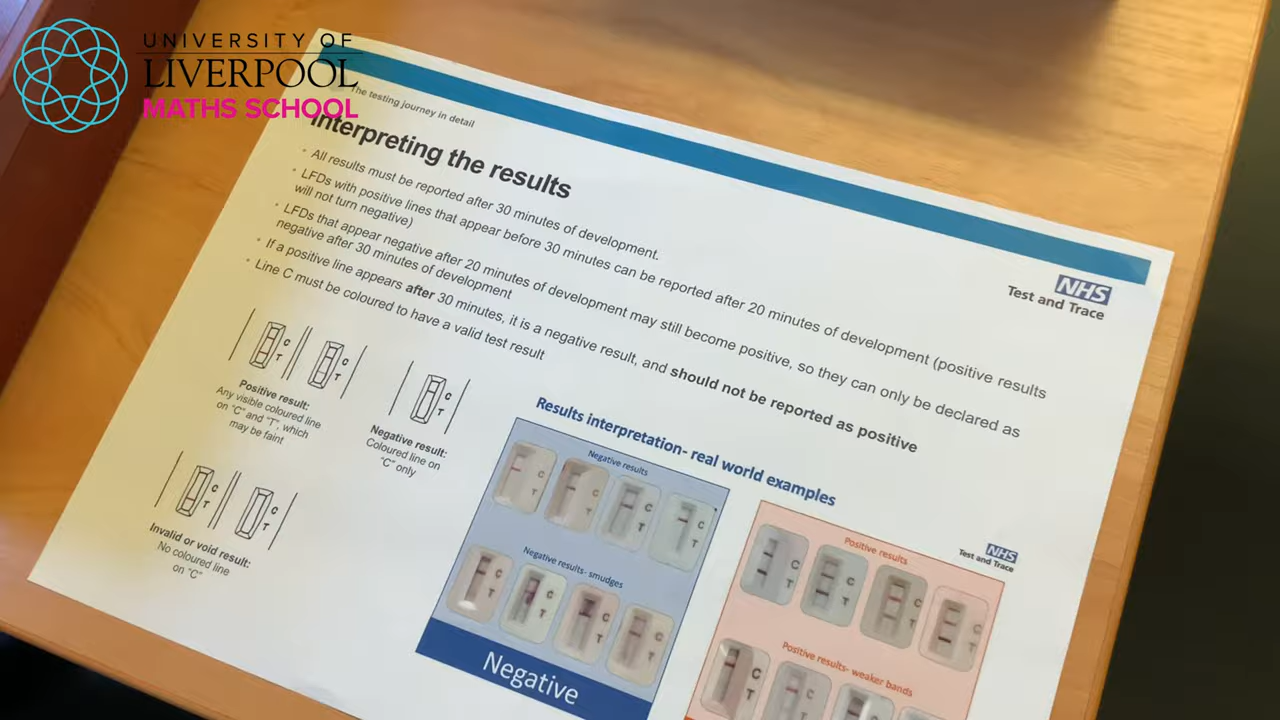 UNIVERSITY OF
LIVERPOOL
MATHS SCHOOL
The testing journey in detail
Interpreting the results
• All results must be reported after 30 minutes of development.
• LFDs with positive lines that appear before 30 minutes can be reported after 20 minutes of development (positive results
will not turn negative)
• LFDs that appear negative after 20 minutes of development may still become positive, so they can only be declared as
negative after 30 minutes of development
• If a positive line appears after 30 minutes, it is a negative result, and should not be reported as positive
• Line C must be coloured to have a valid test result
NHS
Test and Trace
C
T
C
T
Positive result:
Any visible coloured line
on "C" and "T", which
may be faint
C
T
Negative result:
Coloured line on
"C" only
C
T
C
T
Invalid or void result:
No coloured line
on "C"
Results interpretation- real world examples
Negative results
C
T
C
T
C
T
C
T
Negative results- smudges
C
T
C
T
C
T
C
T
Negative
NHS
Test and Trace
Positive results
C
T
C
T
C
T
C
T
Positive results- weaker bands
C
T
C
C